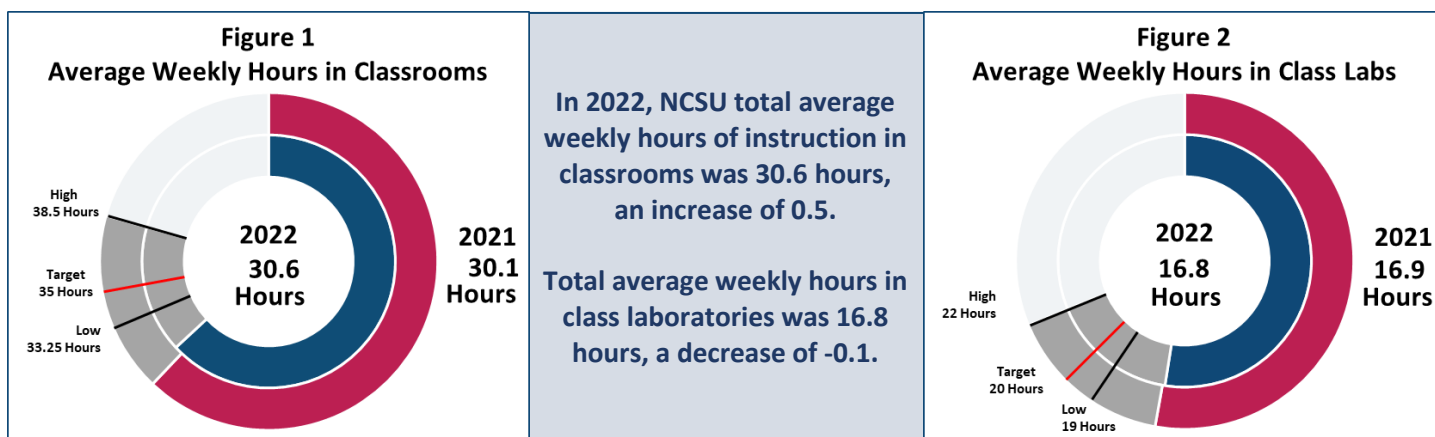 Figure 1
Average Weekly Hours in Classrooms
High
38.5 Hours
Target
35 Hours
Low
33.25 Hours
2022
30.6
Hours
2021
30.1
Hours
In 2022, NCSU total average
weekly hours of instruction in
classrooms was 30.6 hours,
an increase of 0.5.
Total average weekly hours in
class laboratories was 16.8
hours, a decrease of -0.1.
Figure 2
Average Weekly Hours in Class Labs
High
22 Hours
Target
20 Hours
Low
19 Hours
2022
16.8
Hours
2021
16.9
Hours